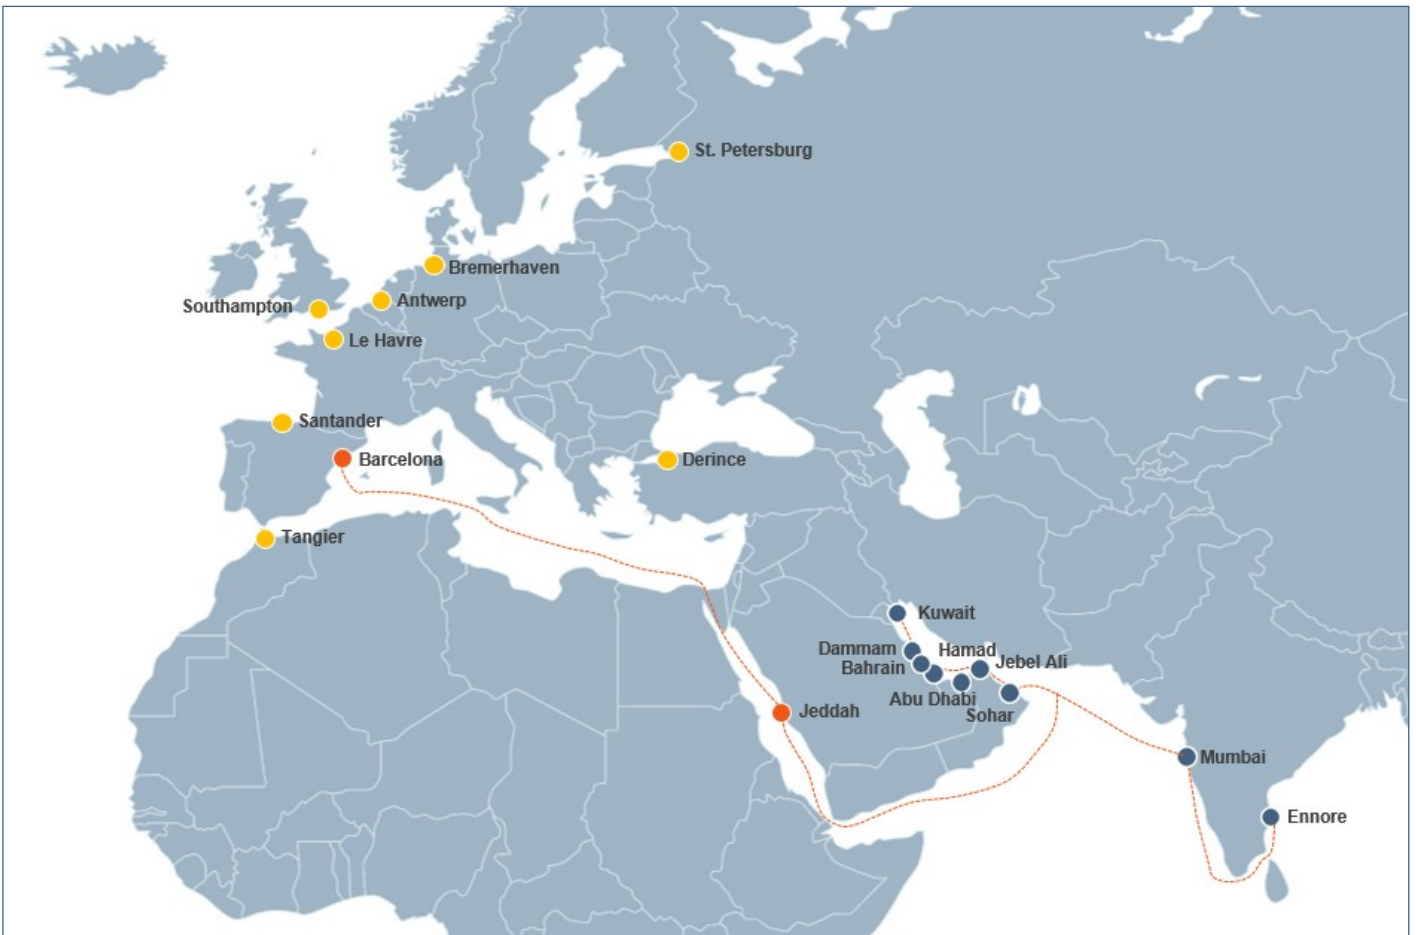 St. Petersburg
Bremerhaven
Antwerp
Southampton
Le Havre
Santander
Barcelona
Derince
Tangier
Kuwait
Dammam
Hamad
Bahrain
Jebel Ali
Abu Dhabi
Sohar
Jeddah
Mumbai
Ennore